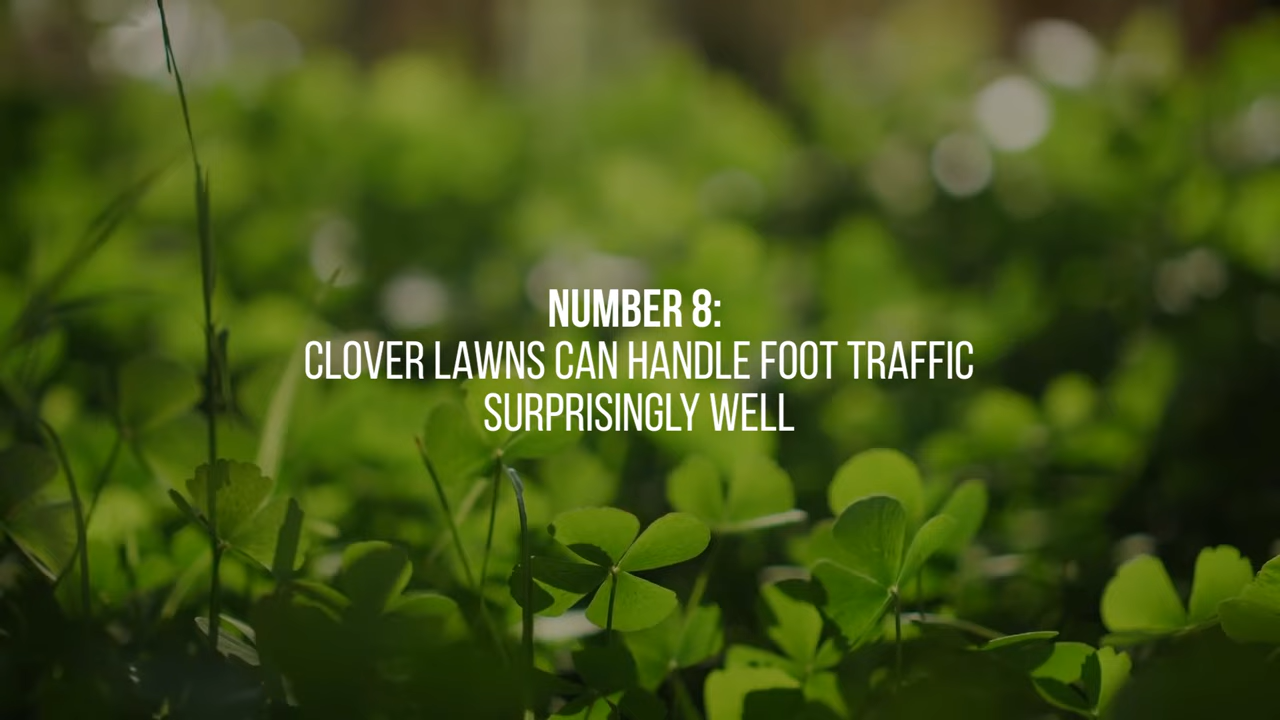 NUMBER 8:
CLOVER LAWNS CAN HANDLE FOOT TRAFFIC
SURPRISINGLY WELL